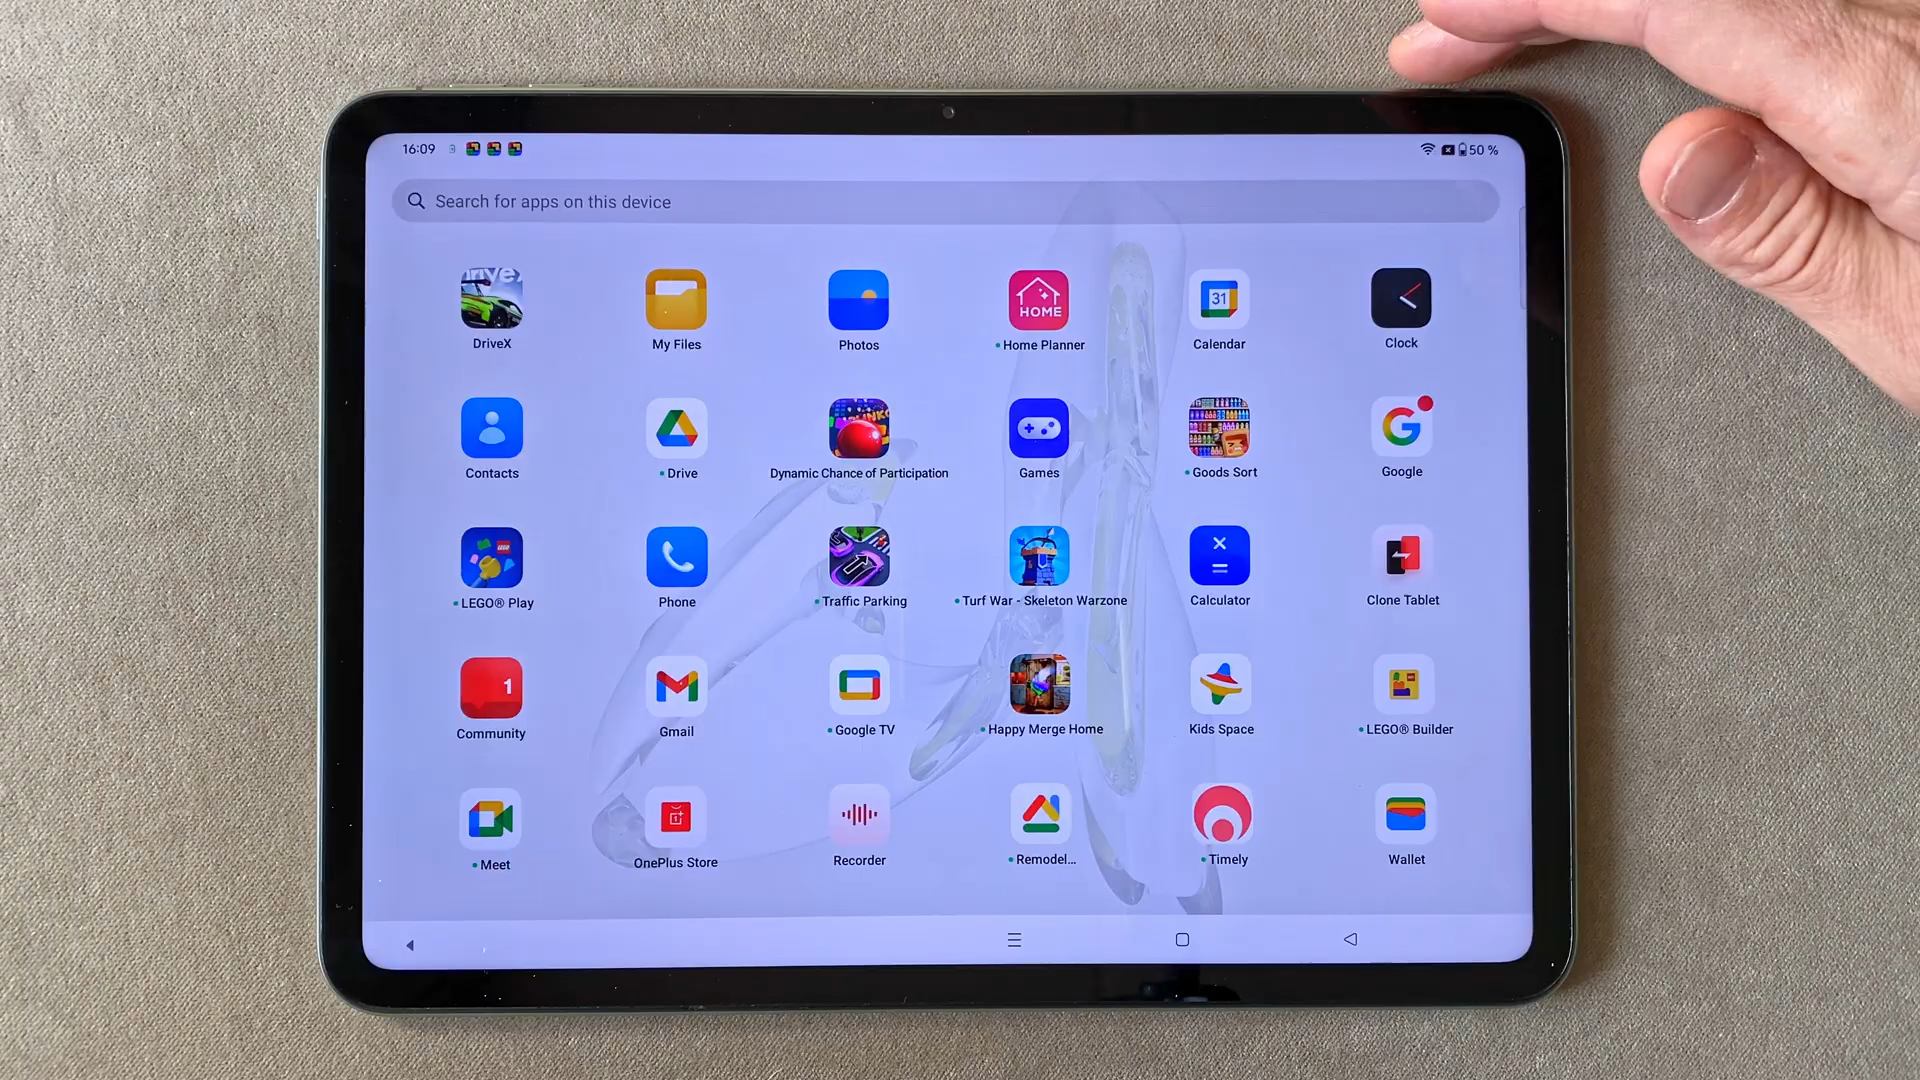 16:09
50 %
Search for apps on this device
DriveX
My Files
Photos
HOME
Home Planner
31
Calendar
Clock
Contacts
Drive
Dynamic Chance of Participation
Games
Goods Sort
Google
LEGO® Play
Phone
Traffic Parking
Turf War - Skeleton Warzone
Calculator
Clone Tablet
1
Community
Gmail
Google TV
Happy Merge Home
Kids Space
LEGO® Builder
Meet
OnePlus Store
Recorder
Remodel...
Timely
Wallet